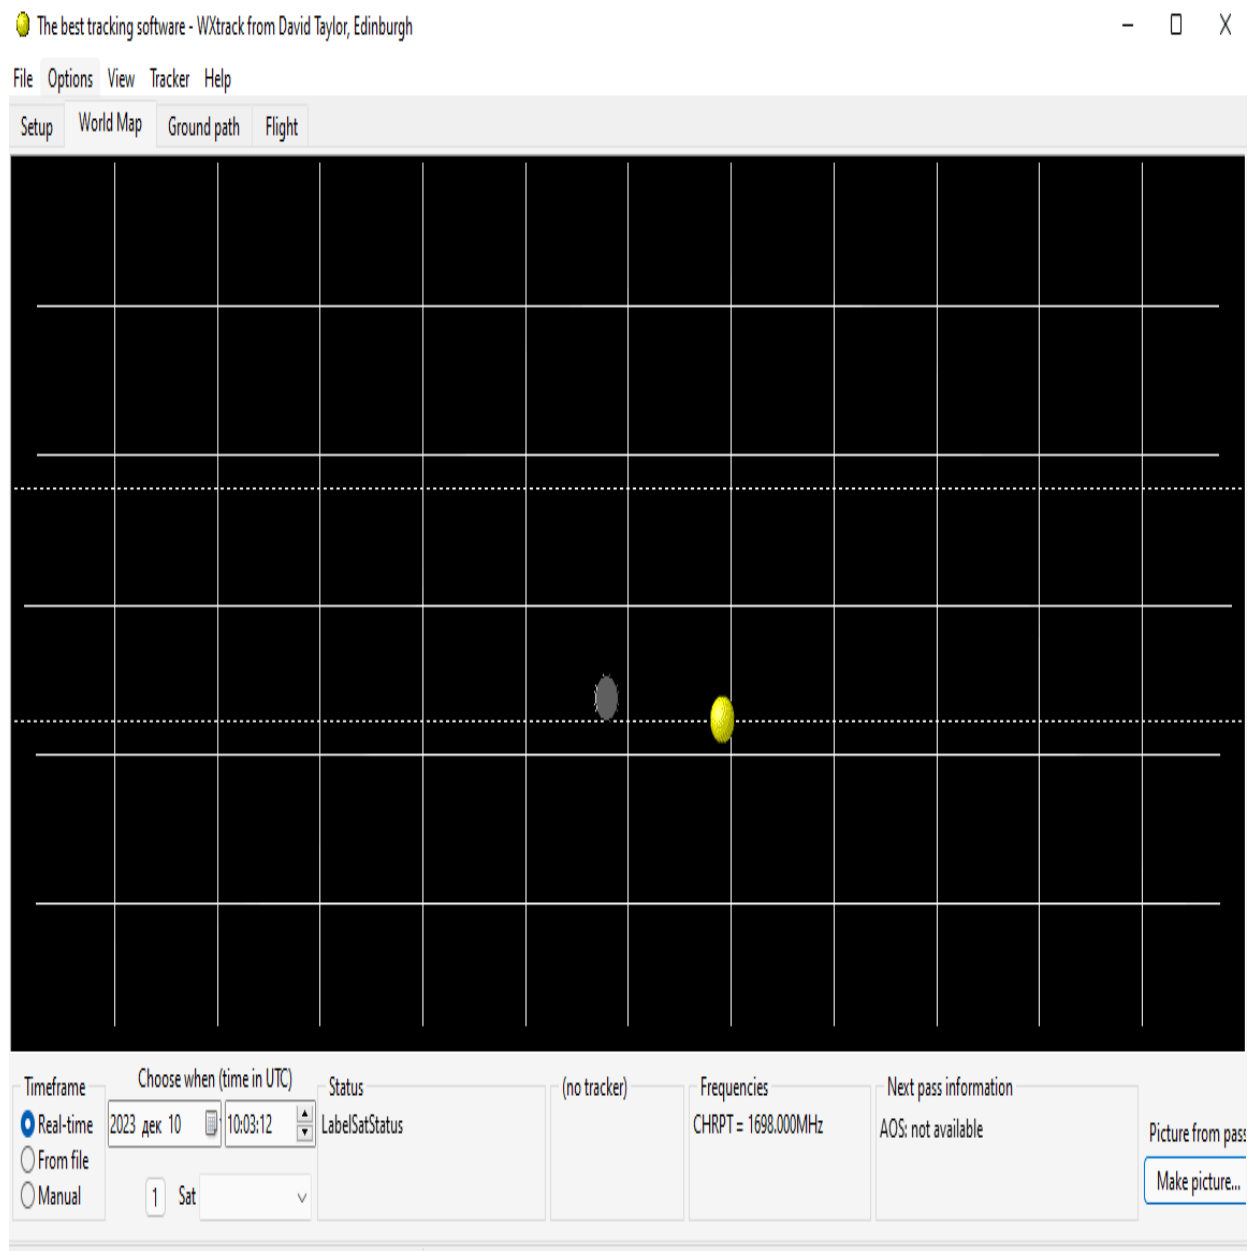 The best tracking software - WXtrack from David Taylor, Edinburgh
File Options View Tracker Help
Setup World Map Ground path Flight
Timeframe
Real-time
From file
Manual
Choose when (time in UTC)
2023 дек 10 10:03:12
1 Sat
Status
LabelSatStatus
(no tracker)
Frequencies
CHRPT = 1698.000MHz
Next pass information
AOS: not available
Picture from pass
Make picture...